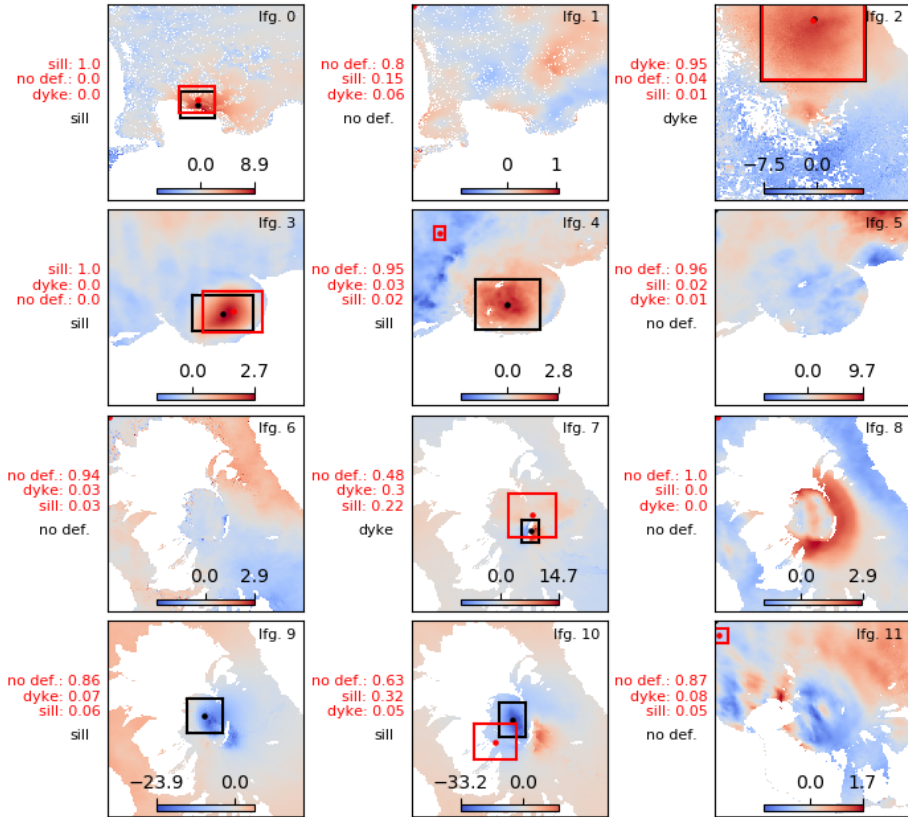 Ifg. 0
sill: 1.0
no def.: 0.0
dyke: 0.0
sill
0.0 8.9
Ifg. 1
no def.: 0.8
sill: 0.15
dyke: 0.06
no def.
0 1
Ifg. 2
dyke: 0.95
no def.: 0.04
sill: 0.01
dyke
−7.5 0.0
Ifg. 3
sill: 1.0
dyke: 0.0
no def.: 0.0
sill
0.0 2.7
Ifg. 4
no def.: 0.95
dyke: 0.03
sill: 0.02
sill
0.0 2.8
Ifg. 5
no def.: 0.96
sill: 0.02
dyke: 0.01
no def.
0.0 9.7
Ifg. 6
no def.: 0.94
dyke: 0.03
sill: 0.03
no def.
0.0 2.9
Ifg. 7
no def.: 0.48
dyke: 0.3
sill: 0.22
dyke
0.0 14.7
Ifg. 8
no def.: 1.0
sill: 0.0
dyke: 0.0
no def.
0.0 2.9
Ifg. 9
no def.: 0.86
dyke: 0.07
sill: 0.06
sill
−23.9 0.0
Ifg. 10
no def.: 0.63
sill: 0.32
dyke: 0.05
sill
−33.2 0.0
Ifg. 11
no def.: 0.87
dyke: 0.08
sill: 0.05
no def.
0.0 1.7